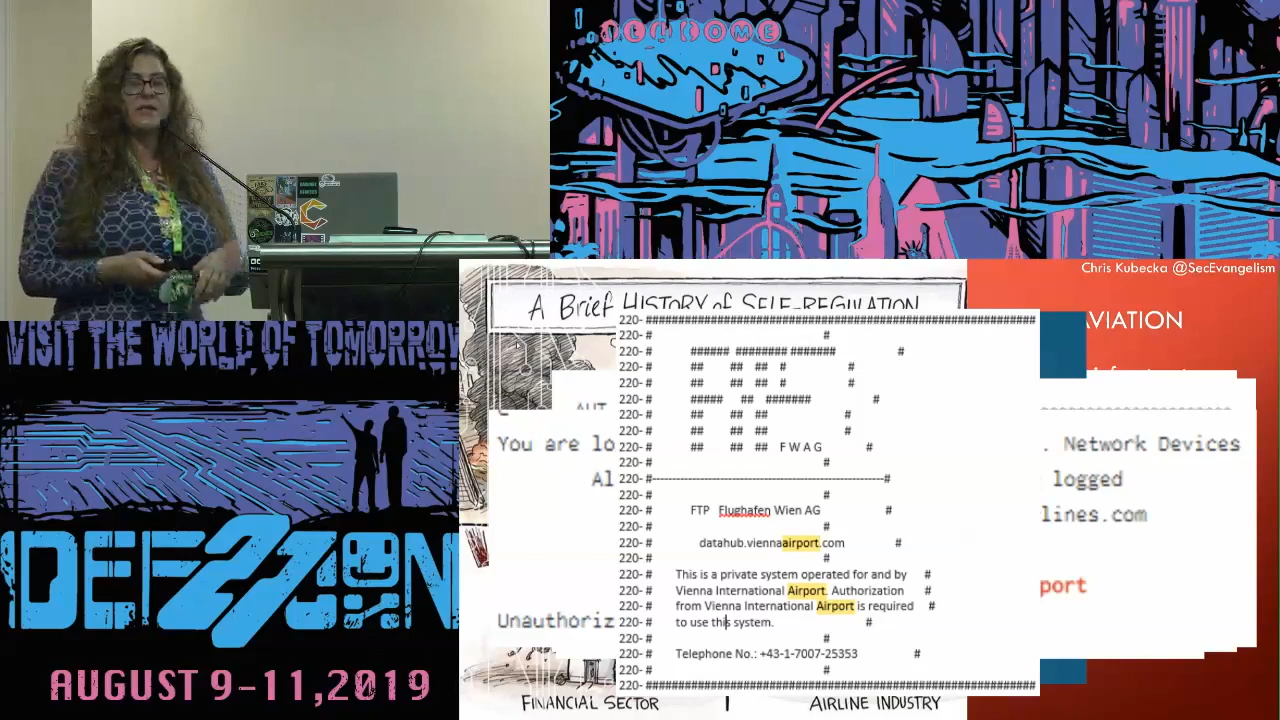 WELCOME
Chris Kubecka @SecEvangelism
A Brief HISTORY of SELF-REGULATION
AVIATION
VISIT THE WORLD OF TOMORROW
220- ##############################################################
220- # #
220- # ###### ######## ####### #
220- # ## ## ## # #
220- # ## ## ## # #
220- # ##### ## ####### #
220- # ## ## ## #
220- # ## ## ## #
220- # ## ## ## F W A G #
220- # #
220- #------------------------------------------------------#
220- # #
220- # FTP Flughafen Wien AG #
220- # #
220- # datahub.viennaairport.com #
220- # #
220- # This is a private system operated for and by #
220- # Vienna International Airport. Authorization #
220- # from Vienna International Airport is required #
220- # to use this system. #
220- # #
220- # Telephone No.: +43-1-7007-25353 #
220- # #
220- ##############################################################
AUT
You are lo
Al
Unauthoriz
. Network Devices
logged
lines.com
port
DEF CON
27
AUGUST 9-11,2019
FINANCIAL SECTOR
AIRLINE INDUSTRY